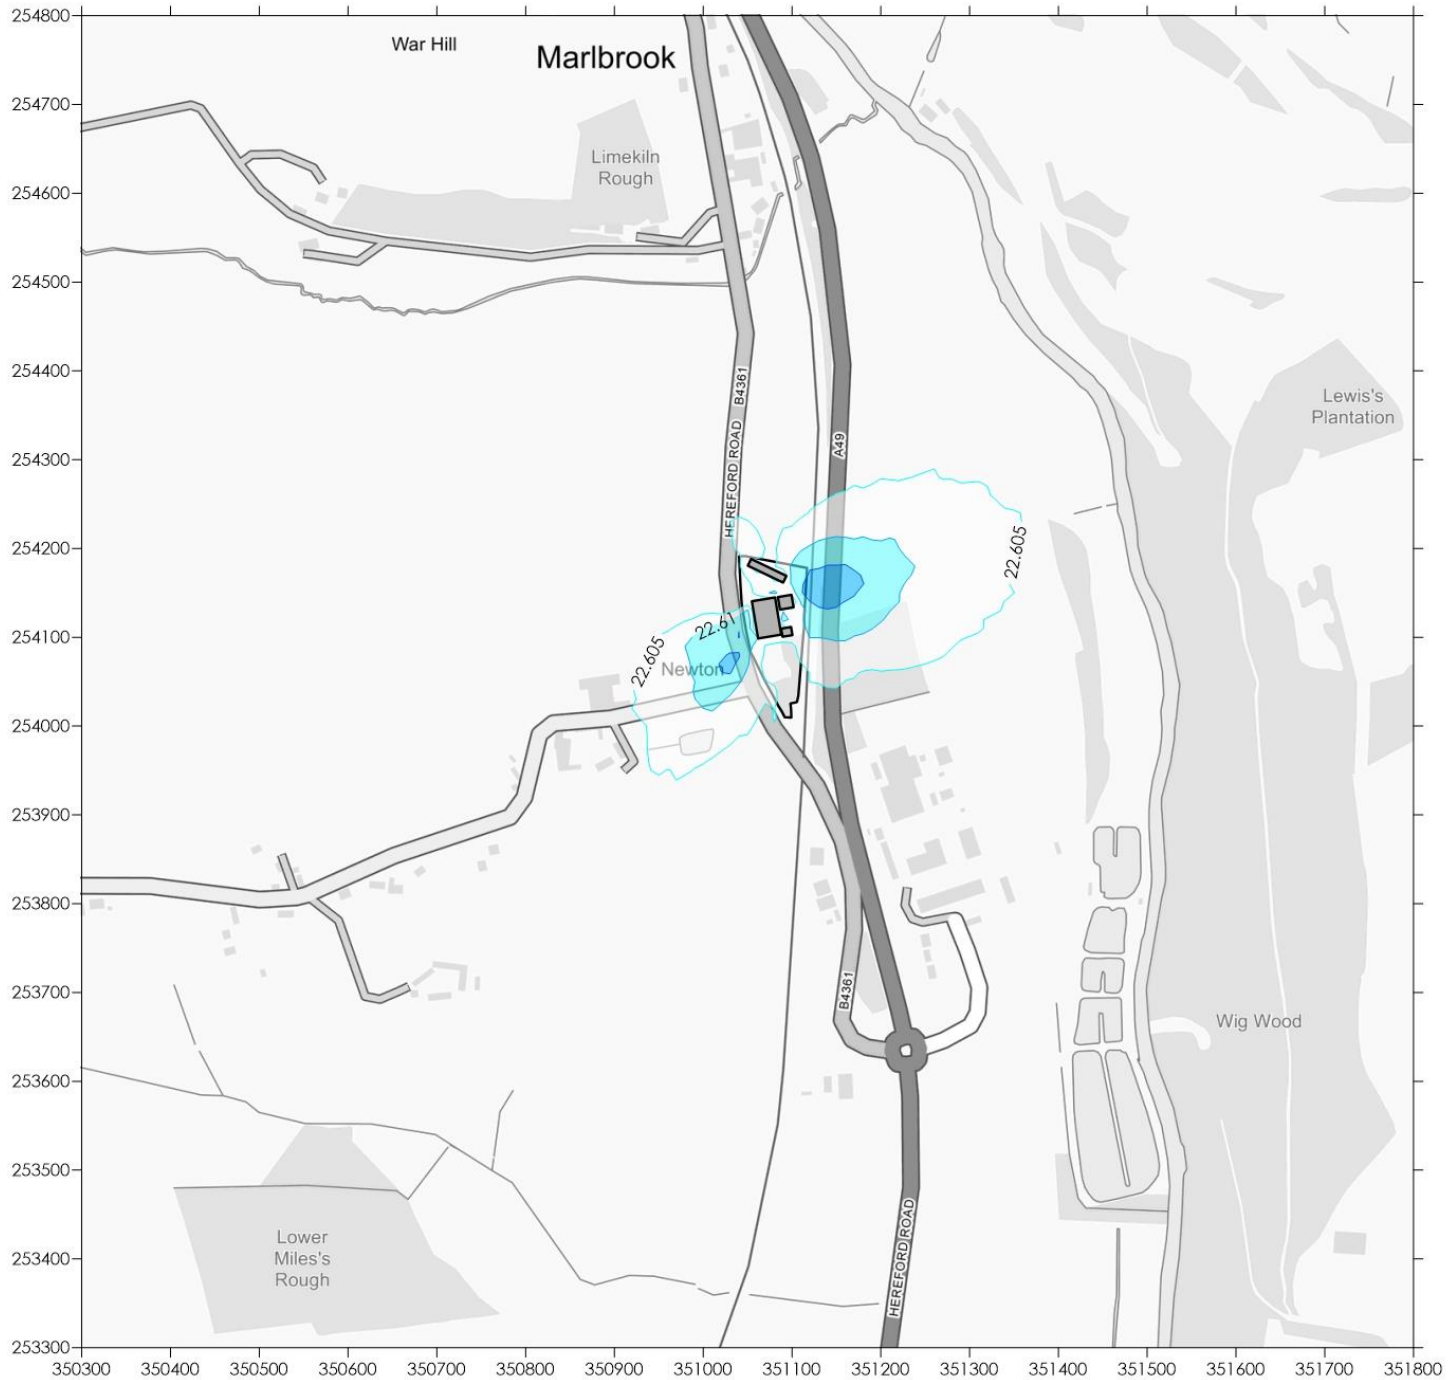 254800
War Hill
Marlbrook
254700
Limekiln
Rough
254600
254500
254400
B4361
Lewis's
Plantation
A49
254300
HEREFORD ROAD
22.605
254200
22.61
254100
22.605
Newton
254000
253900
253800
253700
B4361
Wig Wood
253600
253500
253400
Lower
Miles's
Rough
HEREFORD ROAD
253300
350300 350400 350500 350600 350700 350800 350900 351000 351100 351200 351300 351400 351500 351600 351700 351800